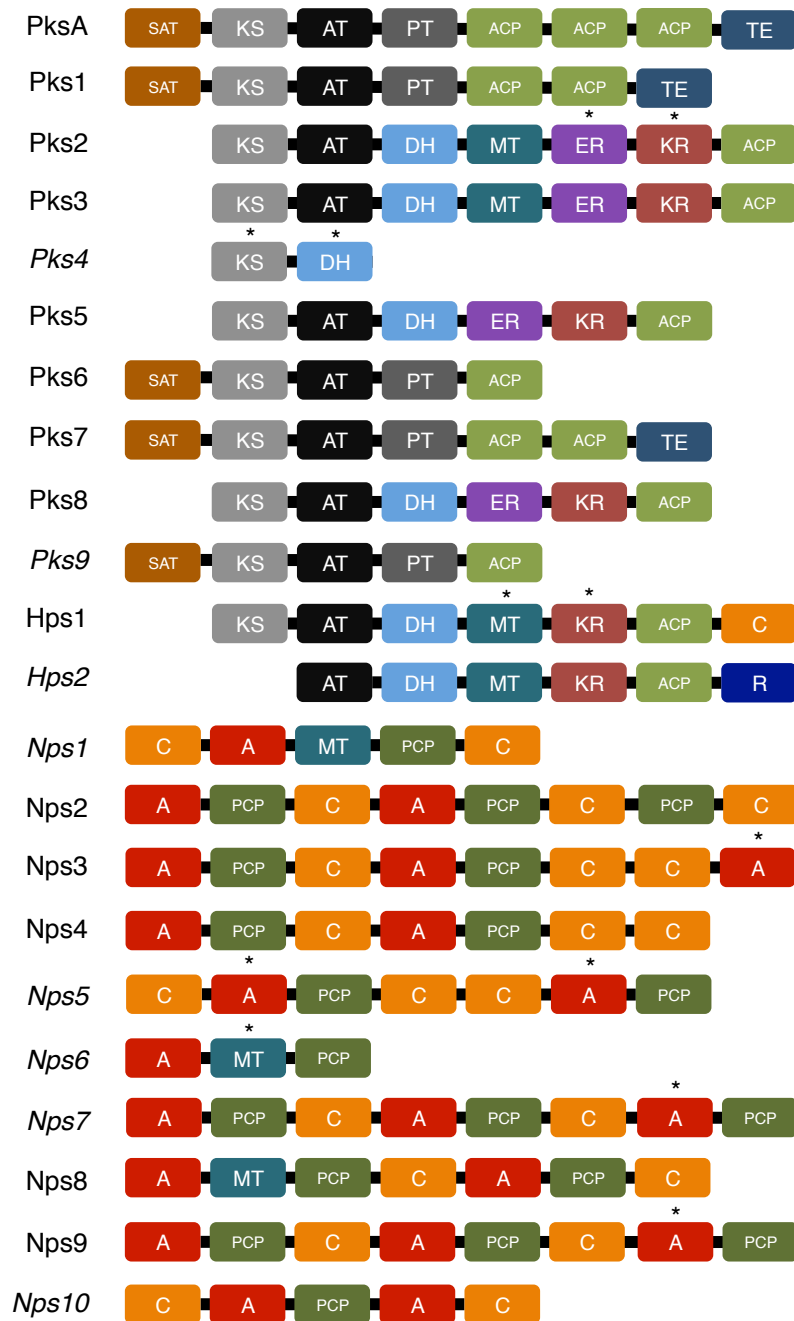 PksA SAT KS AT PT ACP ACP ACP TE
Pks1 SAT KS AT PT ACP ACP TE
* *
Pks2 KS AT DH MT ER KR ACP
Pks3 KS AT DH MT ER KR ACP
* *
Pks4 KS DH
Pks5 KS AT DH ER KR ACP
Pks6 SAT KS AT PT ACP
Pks7 SAT KS AT PT ACP ACP TE
Pks8 KS AT DH ER KR ACP
Pks9 SAT KS AT PT ACP
* *
Hps1 KS AT DH MT KR ACP C
Hps2 AT DH MT KR ACP R
Nps1 C A MT PCP C
Nps2 A PCP C A PCP C PCP C
*
Nps3 A PCP C A PCP C C A
Nps4 A PCP C A PCP C C
* *
Nps5 C A PCP C C A PCP
*
Nps6 A MT PCP
*
Nps7 A PCP C A PCP C A PCP
Nps8 A MT PCP C A PCP C
*
Nps9 A PCP C A PCP C A PCP
Nps10 C A PCP A C